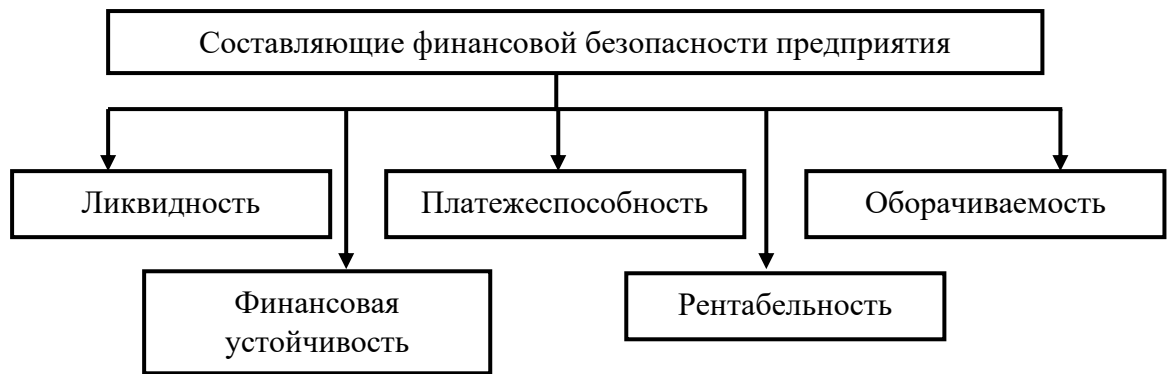 Составляющие финансовой безопасности предприятия
Ликвидность
Платежеспособность
Оборачиваемость
Финансовая
устойчивость
Рентабельность